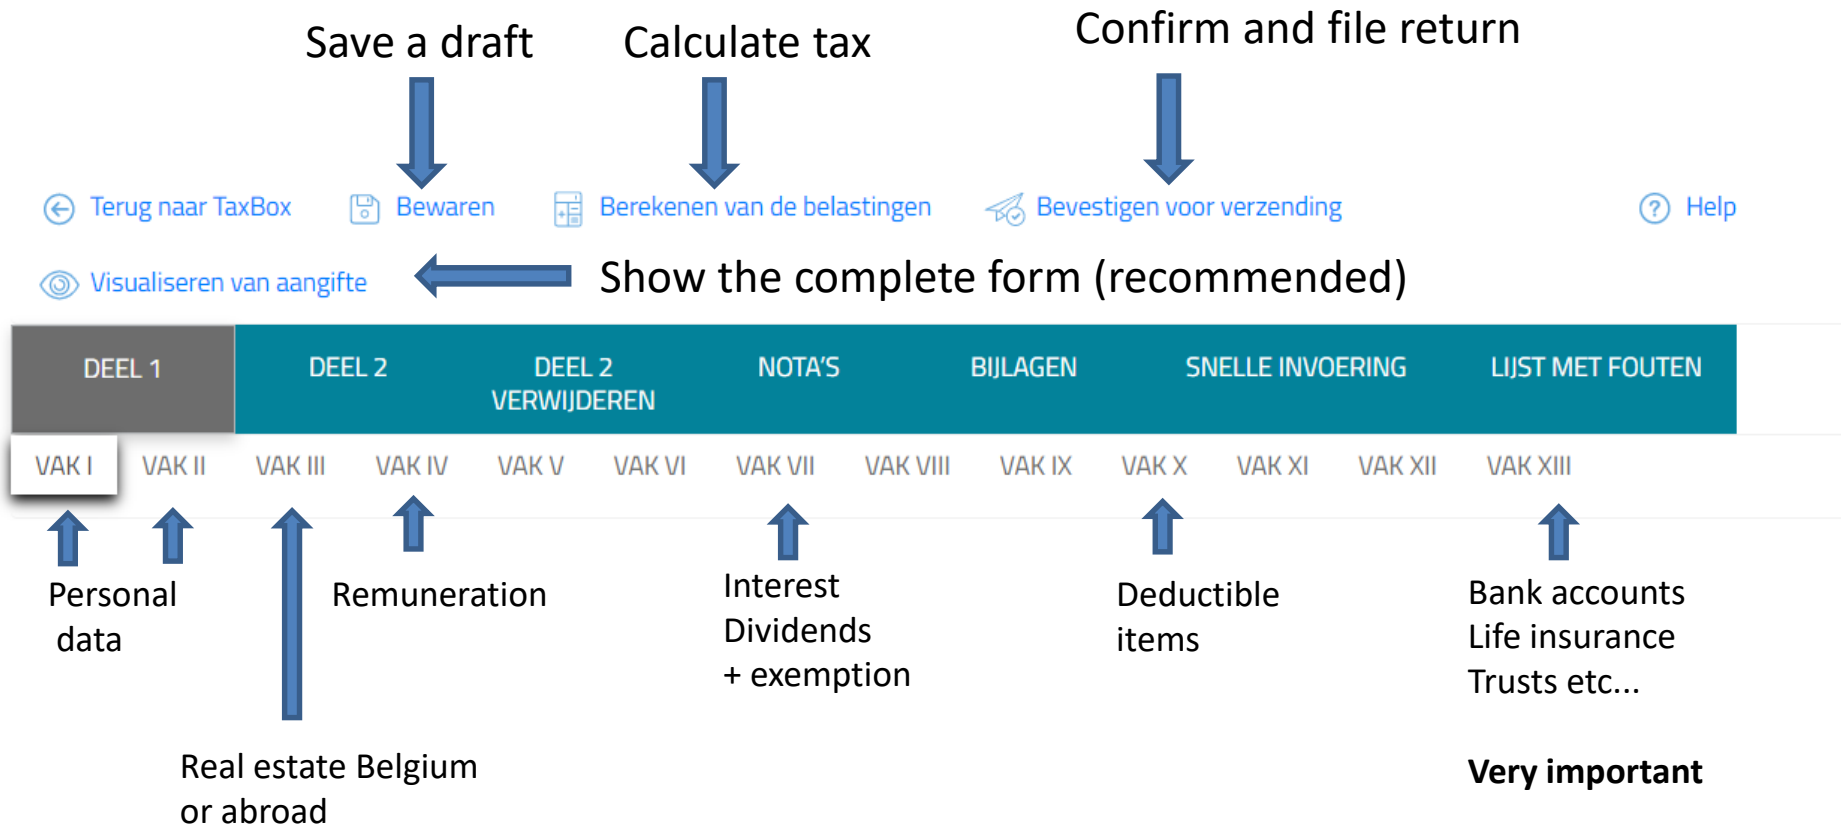 Save a draft
Calculate tax
Confirm and file return
Terug naar TaxBox
Bewaren
Berekenen van de belastingen
Bevestigen voor verzending
Help
Visualiseren van aangifte
Show the complete form (recommended)
DEEL 1
DEEL 2
DEEL 2
VERWIJDEREN
NOTA'S
BIJLAGEN
SNELLE INVOERING
LIJST MET FOUTEN
VAK I
VAK II
VAK III
VAK IV
VAK V
VAK VI
VAK VII
VAK VIII
VAK IX
VAK X
VAK XI
VAK XII
VAK XIII
Personal
data
Remuneration
Interest
Dividends
+ exemption
Deductible
items
Bank accounts
Life insurance
Trusts etc...
Very important
Real estate Belgium
or abroad